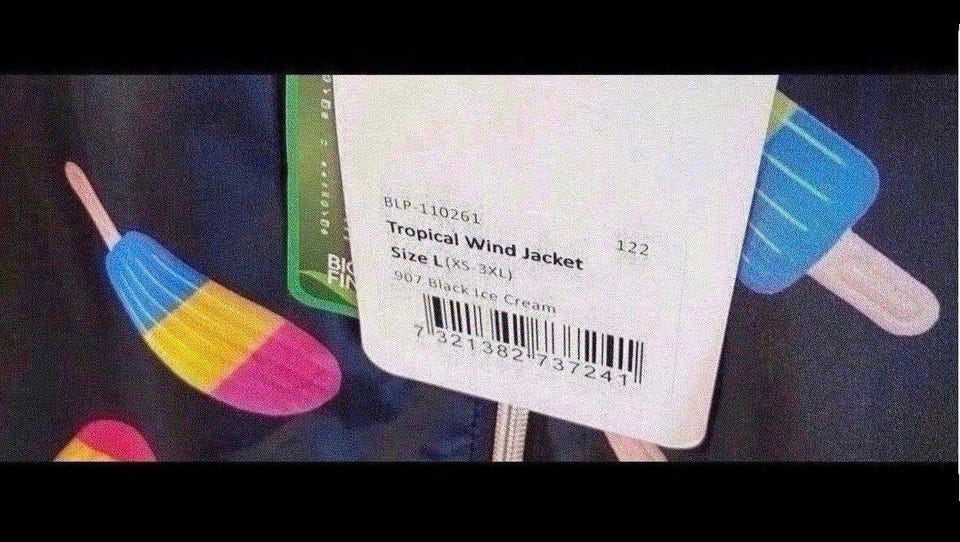 BLP-110261
Tropical Wind Jacket 122
Size L(XS-3XL)
907 Black Ice Cream
7 321382 737241